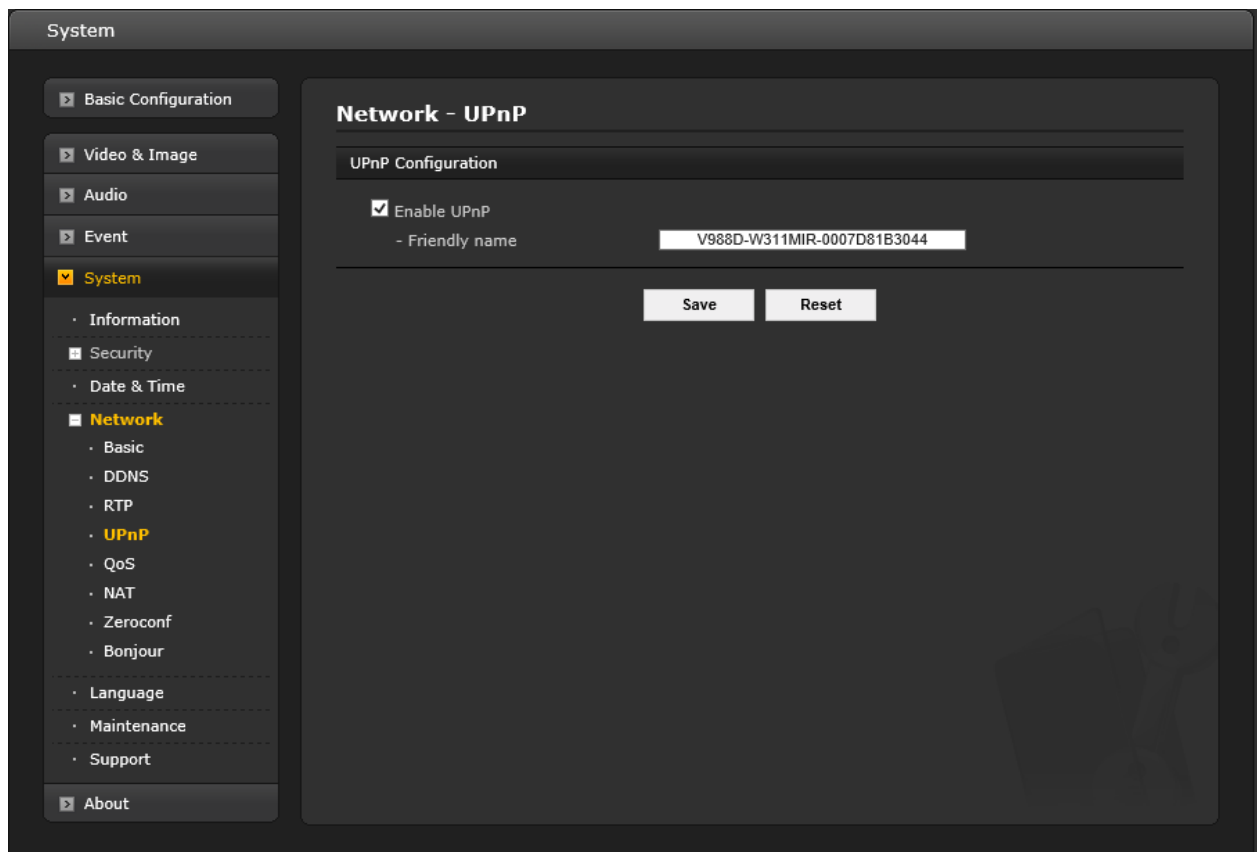 System
Basic Configuration
Video & Image
Audio
Event
System
· Information
Security
· Date & Time
Network
· Basic
· DDNS
· RTP
· UPnP
· QoS
· NAT
· Zeroconf
· Bonjour
· Language
· Maintenance
· Support
About
Network - UPnP
UPnP Configuration
Enable UPnP
- Friendly name V988D-W311MIR-0007D81B3044
Save Reset